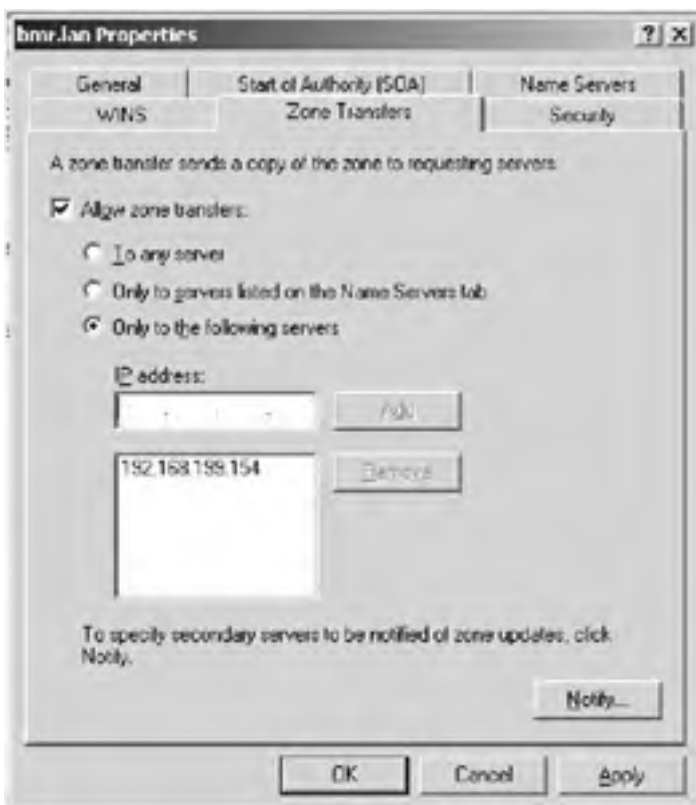 bmr.lan Properties
? X
General Start of Authority (SOA) Name Servers
WINS Zone Transfers Security
A zone transfer sends a copy of the zone to requesting servers.
Allow zone transfers:
To any server
Only to servers listed on the Name Servers tab
Only to the following servers
IP address:
Add
192.168.199.154
Remove
To specify secondary servers to be notified of zone updates, click
Notify.
Notify...
OK Cancel Apply